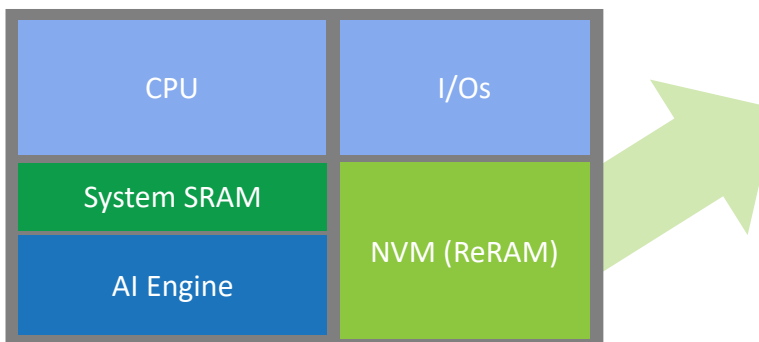 CPU
I/Os
System SRAM
NVM (ReRAM)
AI Engine